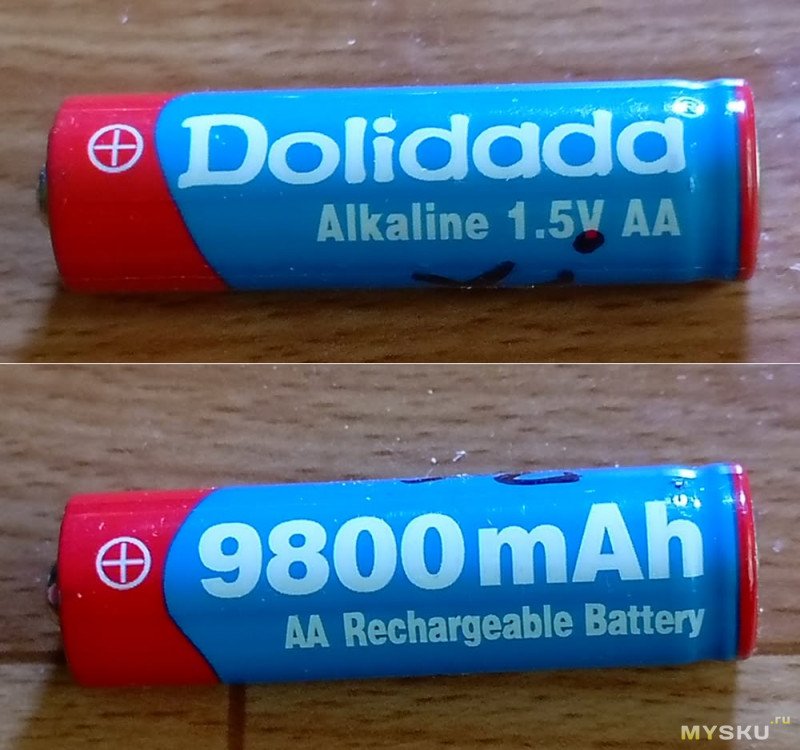 Dolidada®
Alkaline 1.5V AA
9800mAh
AA Rechargeable Battery
MYSKU.ru